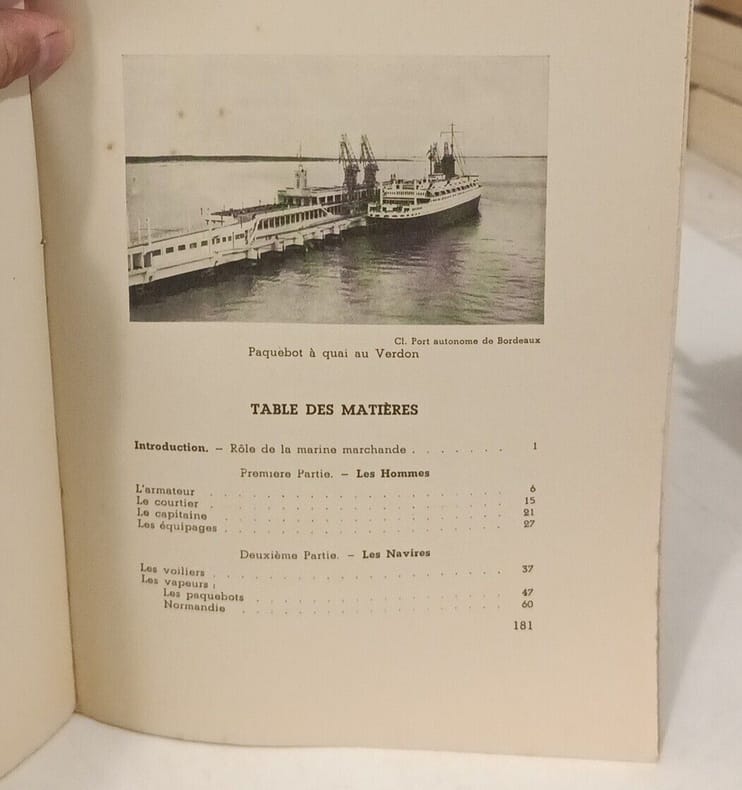 Cl. Port autonome de Bordeaux
Paquebot à quai au Verdon
TABLE DES MATIÈRES
Introduction. – Rôle de la marine marchande . . . . . . . 1
Première Partie. – Les Hommes
L'armateur . . . . . . . . . . . . . . 6
Le courtier . . . . . . . . . . . . . . 15
Le capitaine . . . . . . . . . . . . . . 21
Les équipages . . . . . . . . . . . . . . 27
Deuxième Partie. – Les Navires
Les voiliers . . . . . . . . . . . . . . 37
Les vapeurs :
Les paquebots . . . . . . . . . . . . 47
Normandie . . . . . . . . . . . . 60
181